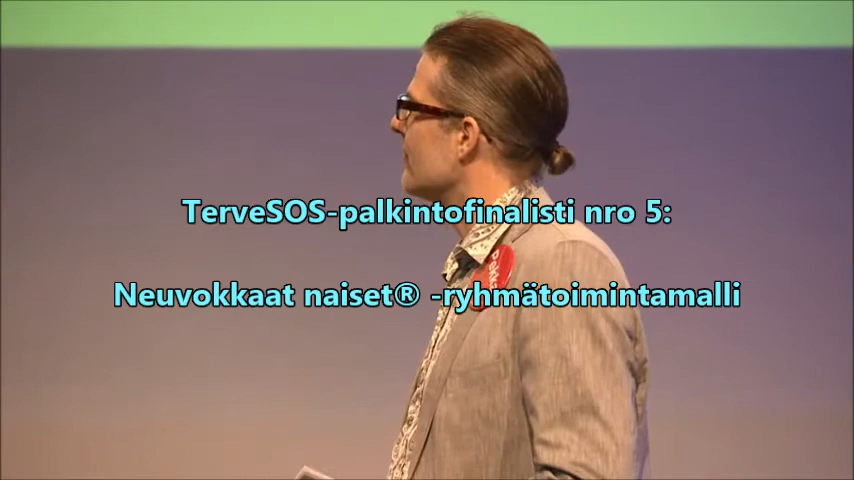 TerveSOS-palkintofinalisti nro 5:
Neuvokkaat naiset® -ryhmätoimintamalli